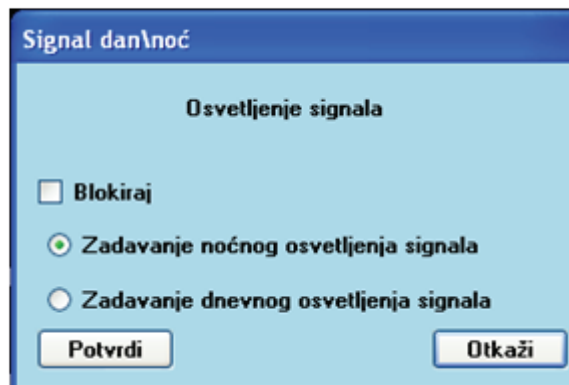 Signal dan\noć
Osvetljenje signala
Blokiraj
Zadavanje noćnog osvetljenja signala
Zadavanje dnevnog osvetljenja signala
Potvrdi
Otkaži